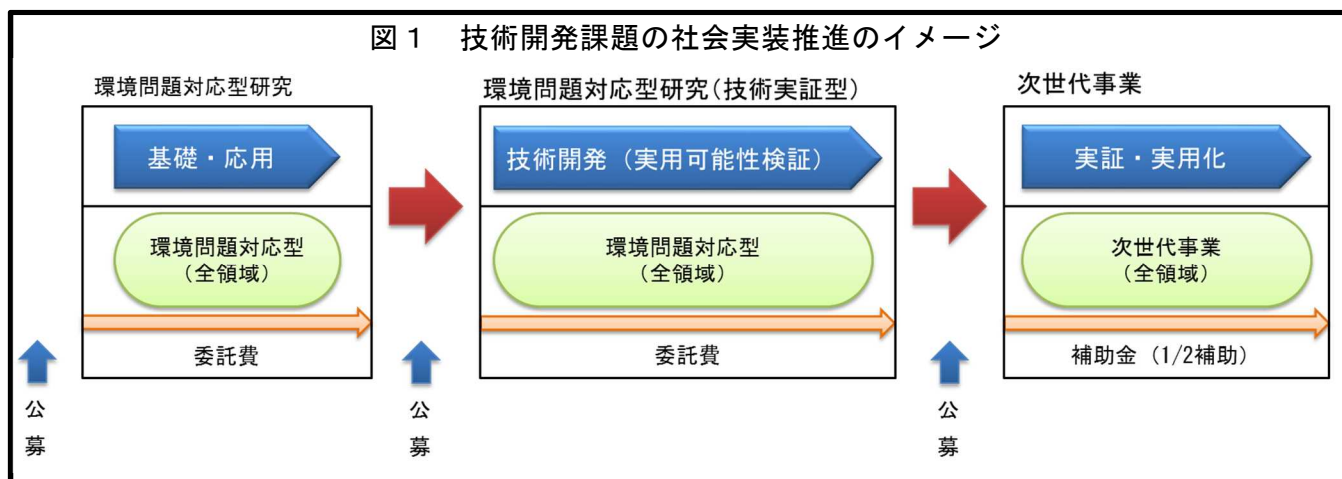 図1 技術開発課題の社会実装推進のイメージ
環境問題対応型研究
基礎・応用
環境問題対応型
(全領域)
委託費
公
募
環境問題対応型研究(技術実証型)
技術開発(実用可能性検証)
環境問題対応型
(全領域)
委託費
公
募
次世代事業
実証・実用化
次世代事業
(全領域)
補助金(1/2補助)
公
募